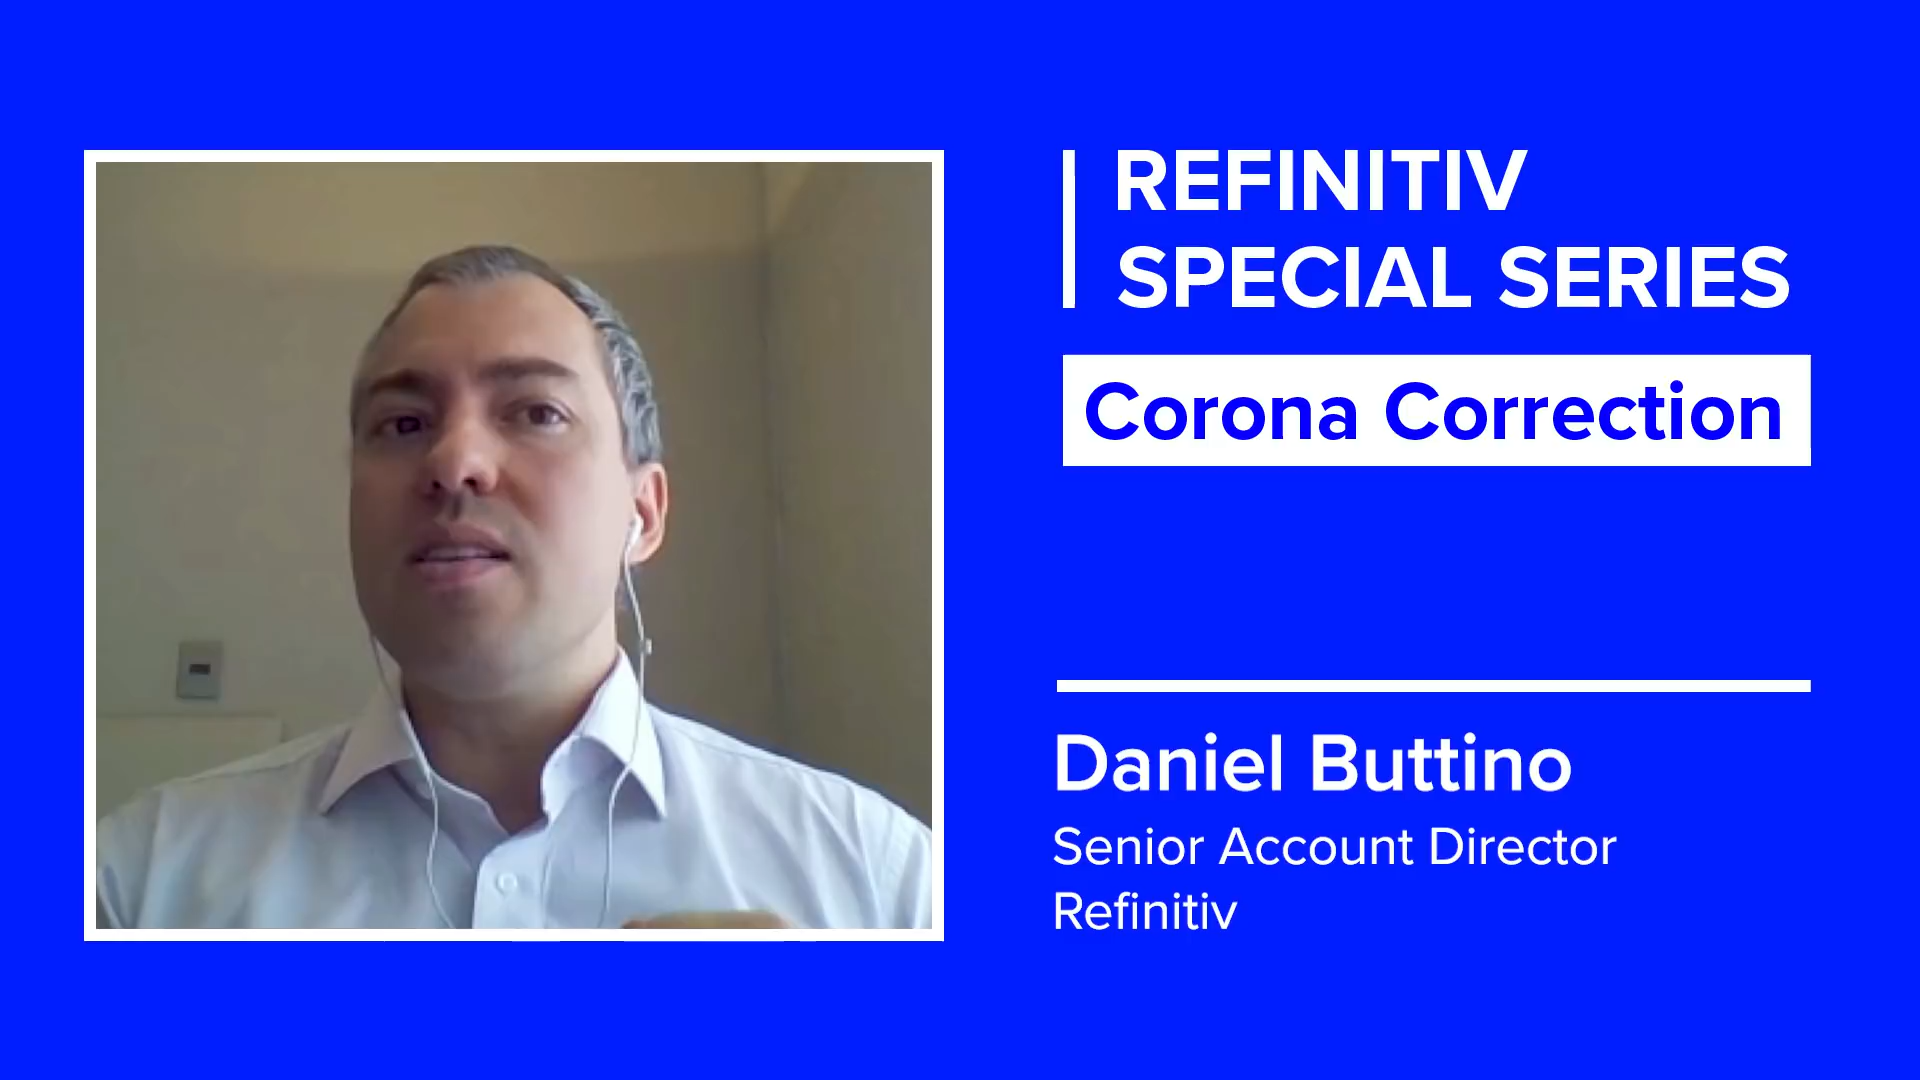 REFINITIV
SPECIAL SERIES
Corona Correction
Daniel Buttino
Senior Account Director
Refinitiv